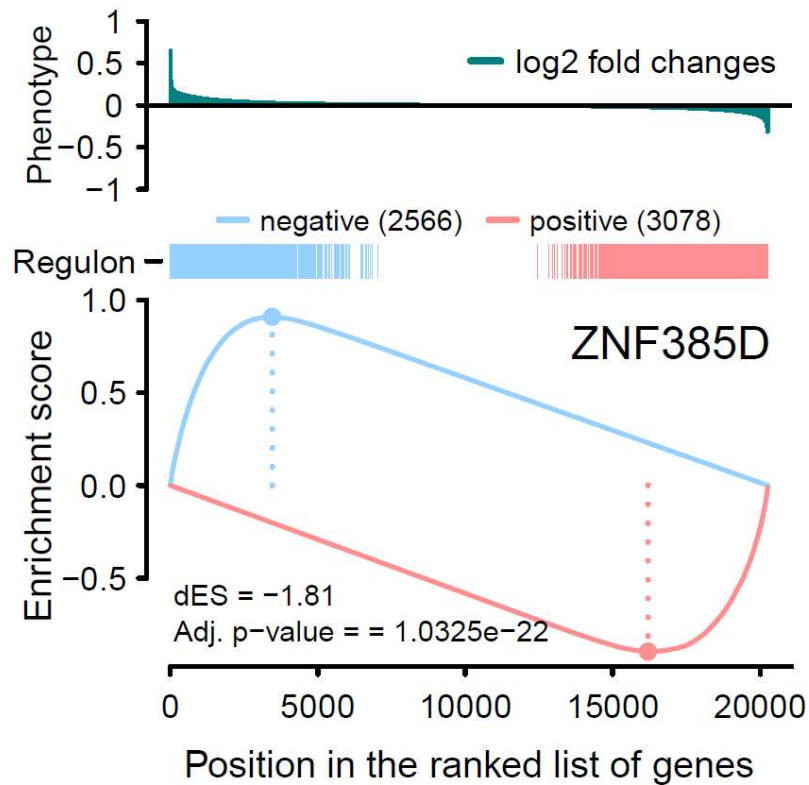 Phenotype
1
0.5
0
−0.5
−1
log2 fold changes
negative (2566) positive (3078)
Regulon
Enrichment score
1.0
0.5
0.0
−0.5
ZNF385D
dES = −1.81
Adj. p−value = = 1.0325e−22
0 5000 10000 15000 20000
Position in the ranked list of genes